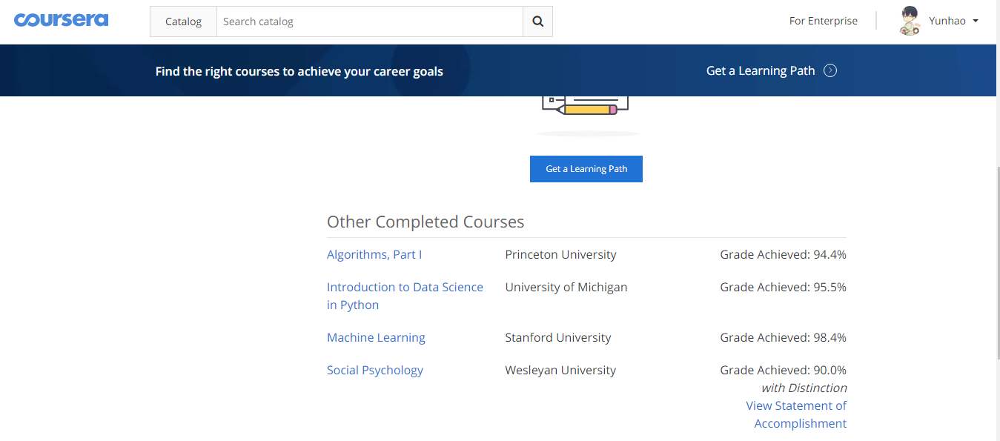 coursera
Catalog
Search catalog
For Enterprise
Yunhao
Find the right courses to achieve your career goals
Get a Learning Path
Get a Learning Path
Other Completed Courses
Algorithms, Part I Princeton University Grade Achieved: 94.4%
Introduction to Data Science University of Michigan Grade Achieved: 95.5%
in Python
Machine Learning Stanford University Grade Achieved: 98.4%
Social Psychology Wesleyan University Grade Achieved: 90.0%
with Distinction
View Statement of
Accomplishment